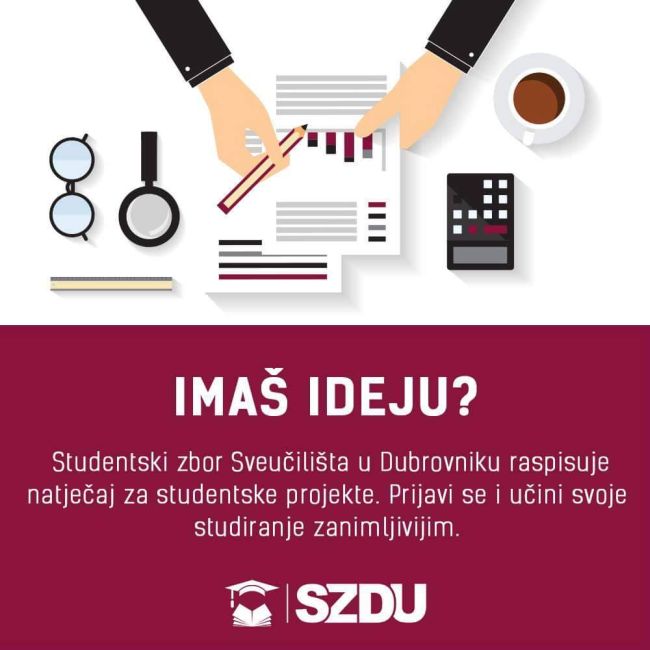 IMAŠ IDEJU?
Studentski zbor Sveučilišta u Dubrovniku raspisuje
natječaj za studentske projekte. Prijavi se i učini svoje
studiranje zanimljivijim.
SZDU